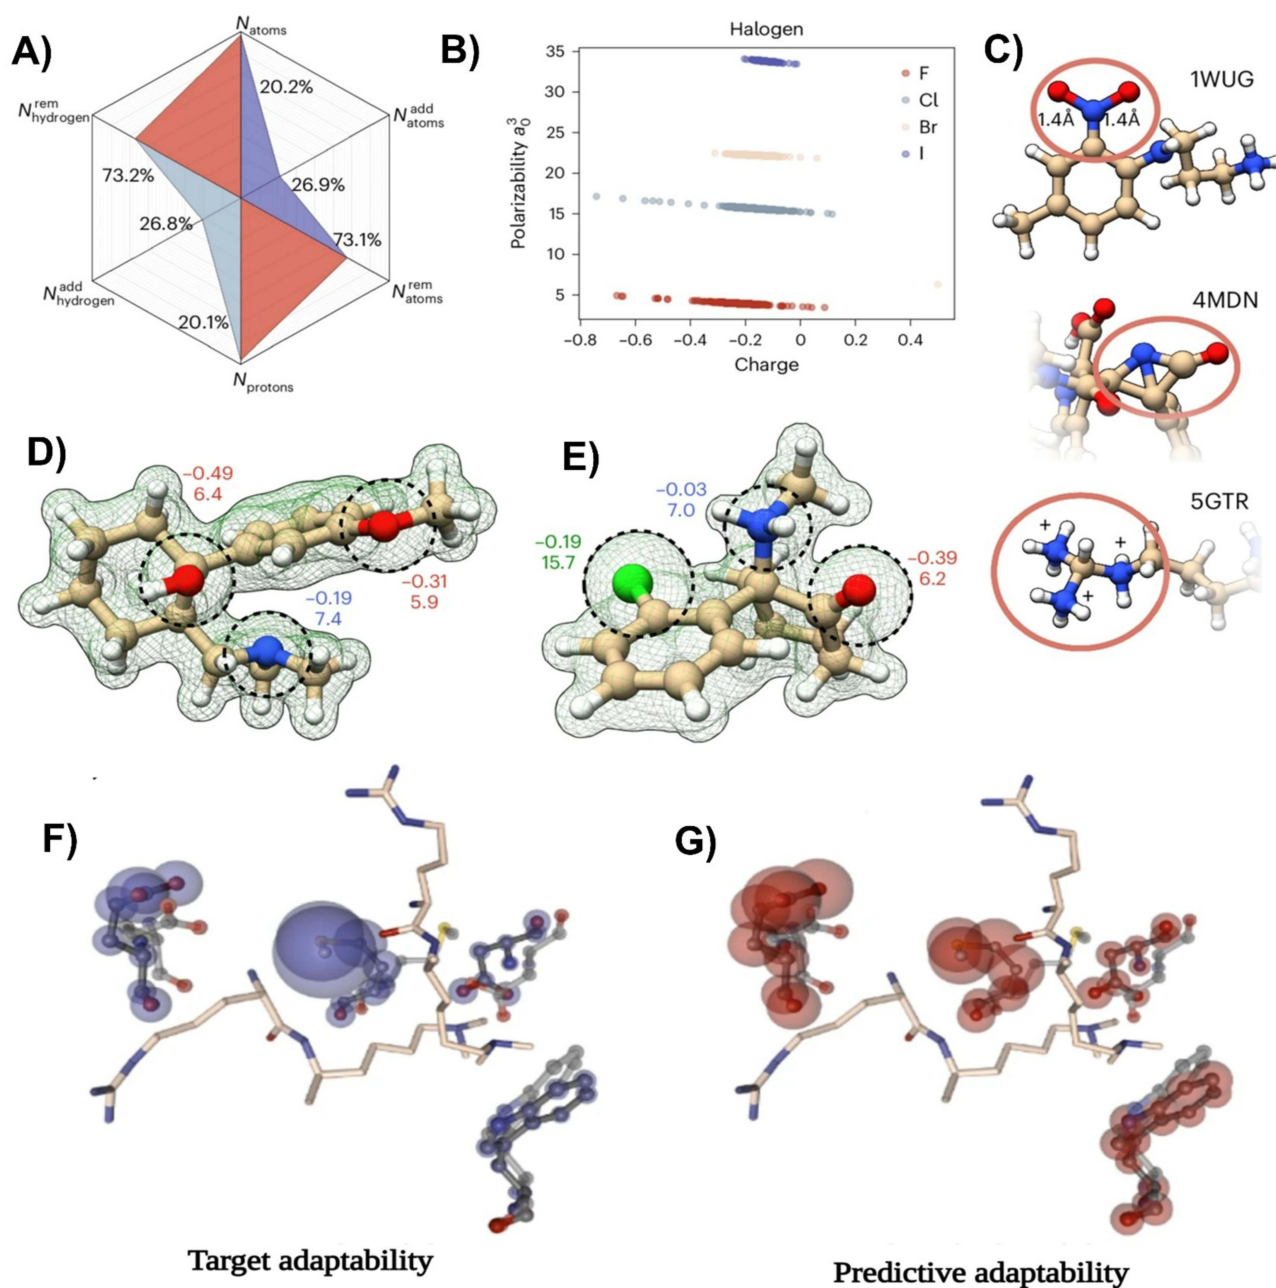 A)
N_atoms
N^rem_hydrogen
20.2%
N^add_atoms
73.2%
26.9%
26.8%
73.1%
N^add_hydrogen
N^rem_atoms
20.1%
N_protons
B)
Halogen
35
30
25
20
15
10
5
Polarizability a_0^3
F
Cl
Br
I
−0.8
−0.6
−0.4
−0.2
0
0.2
0.4
Charge
C)
1WUG
1.4Å
1.4Å
4MDN
5GTR
+
+
+
D)
−0.49
6.4
−0.31
5.9
−0.19
7.4
E)
−0.03
7.0
−0.19
15.7
−0.39
6.2
F)
Target adaptability
G)
Predictive adaptability